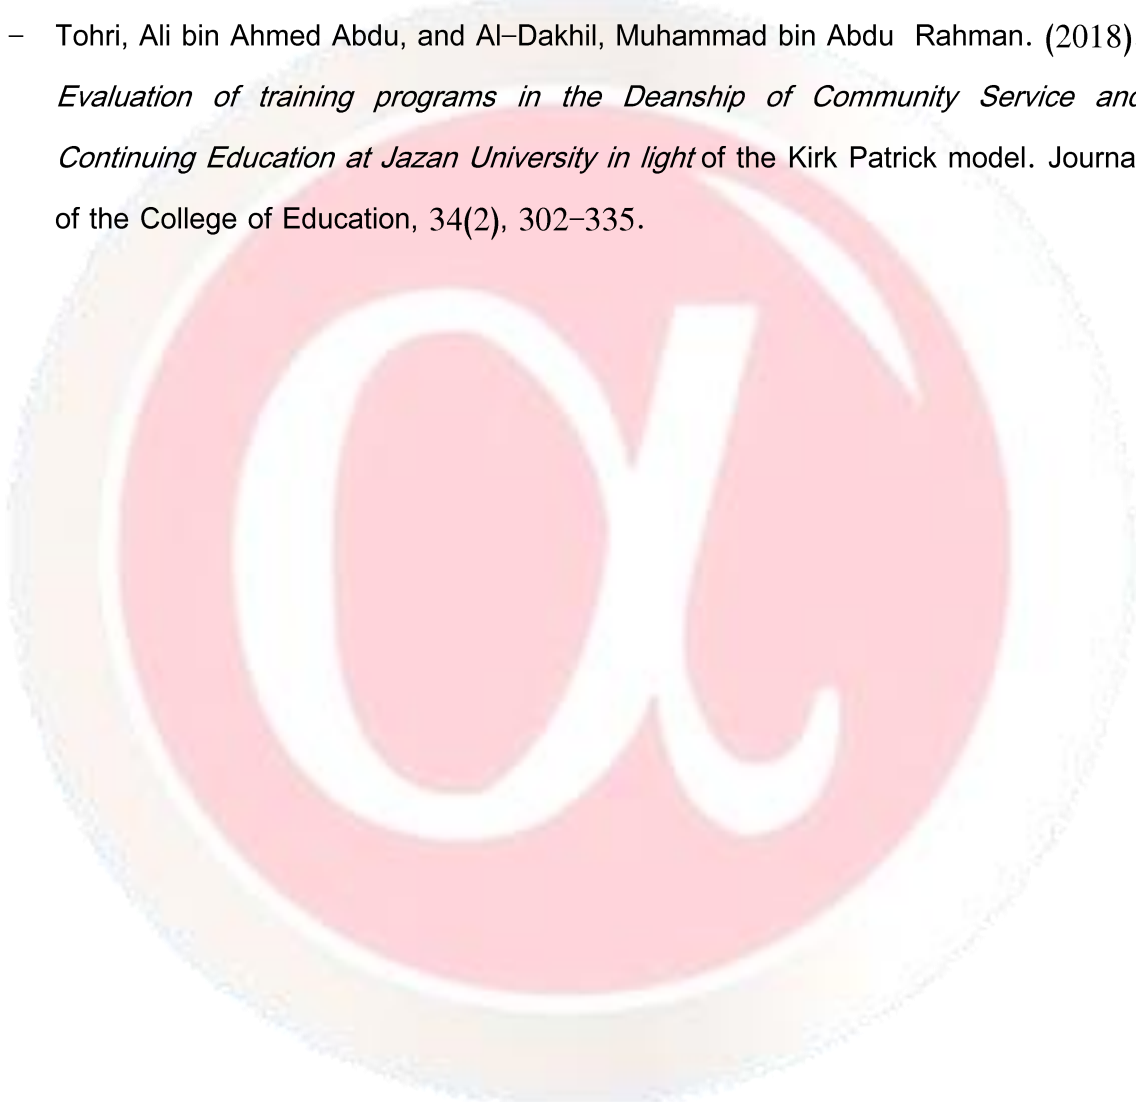 – Tohri, Ali bin Ahmed Abdu, and Al–Dakhil, Muhammad bin Abdu Rahman. (2018)
Evaluation of training programs in the Deanship of Community Service and
Continuing Education at Jazan University in light of the Kirk Patrick model. Journa
of the College of Education, 34(2), 302–335.
α